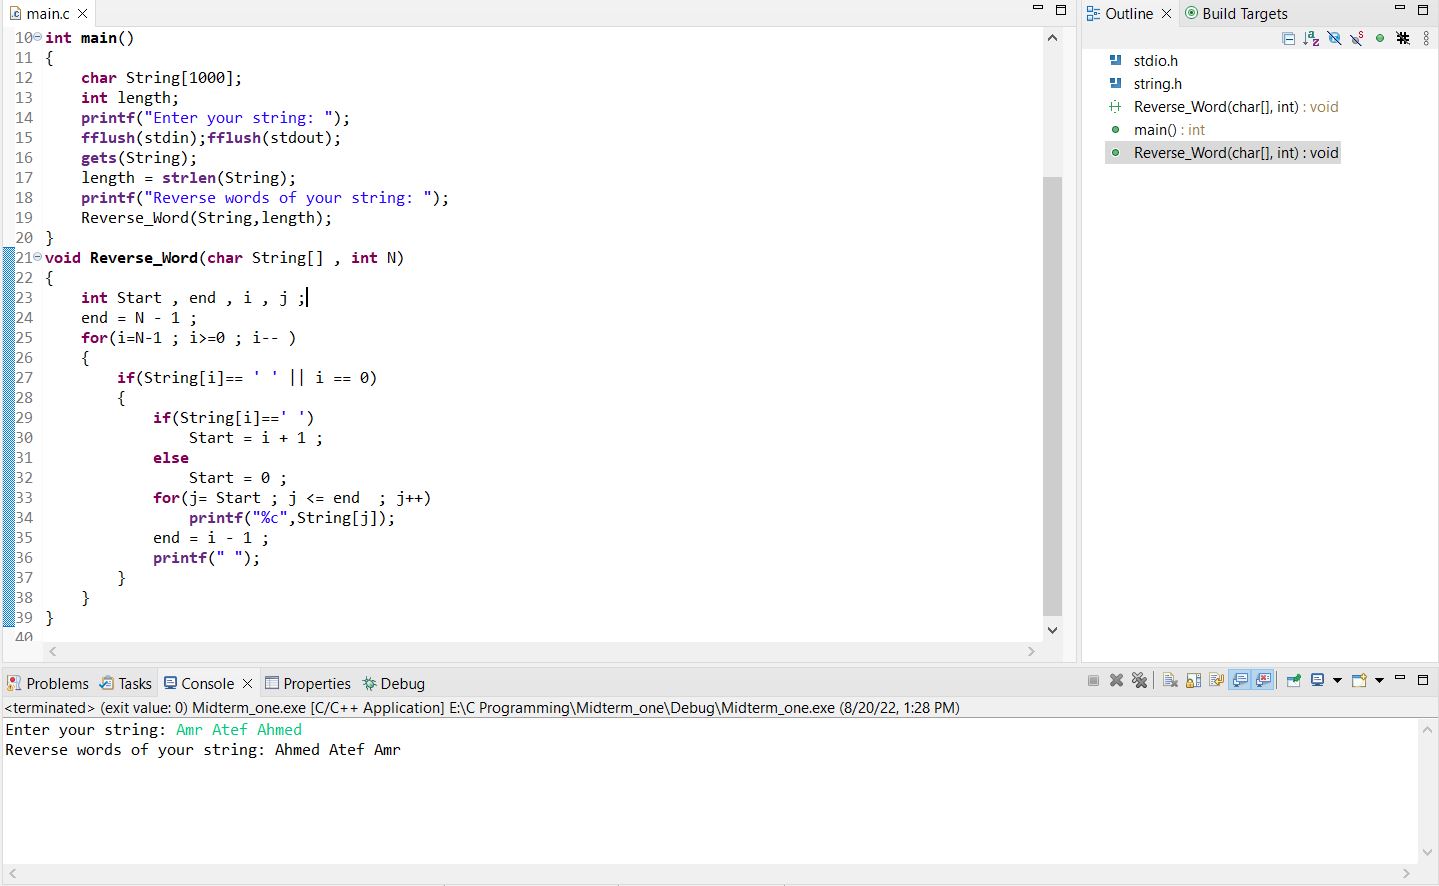 main.c
10 int main()
11 {
12 char String[1000];
13 int length;
14 printf("Enter your string: ");
15 fflush(stdin);fflush(stdout);
16 gets(String);
17 length = strlen(String);
18 printf("Reverse words of your string: ");
19 Reverse_Word(String,length);
20 }
21 void Reverse_Word(char String[] , int N)
22 {
23 int Start , end , i , j ;
24 end = N - 1 ;
25 for(i=N-1 ; i>=0 ; i-- )
26 {
27 if(String[i]== ' ' || i == 0)
28 {
29 if(String[i]==' ')
30 Start = i + 1 ;
31 else
32 Start = 0 ;
33 for(j= Start ; j <= end  ; j++)
34 printf("%c",String[j]);
35 end = i - 1 ;
36 printf(" ");
37 }
38 }
39 }
40
Outline Build Targets
stdio.h
string.h
Reverse_Word(char[], int) : void
main() : int
Reverse_Word(char[], int) : void
Problems Tasks Console Properties Debug
<terminated> (exit value: 0) Midterm_one.exe [C/C++ Application] E:\C Programming\Midterm_one\Debug\Midterm_one.exe (8/20/22, 1:28 PM)
Enter your string: Amr Atef Ahmed
Reverse words of your string: Ahmed Atef Amr